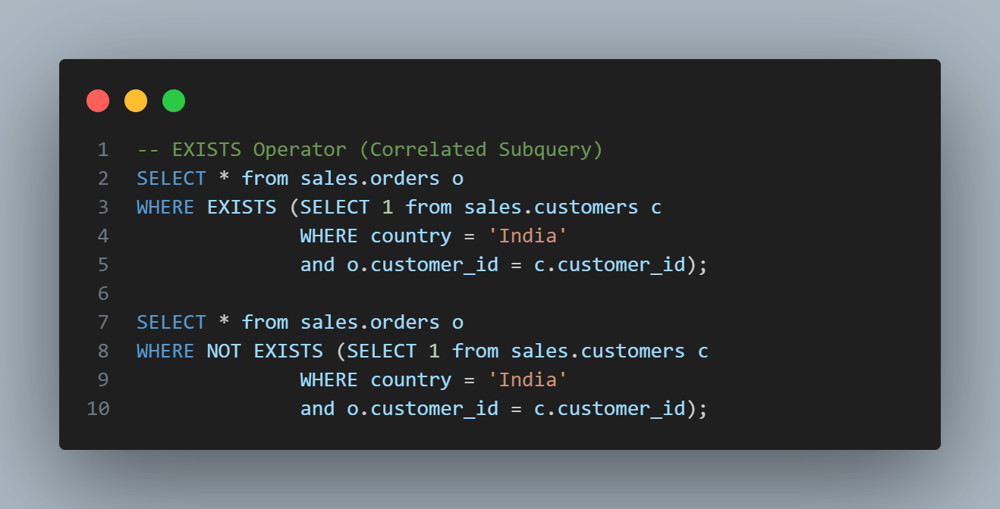 1 -- EXISTS Operator (Correlated Subquery)
2 SELECT * from sales.orders o
3 WHERE EXISTS (SELECT 1 from sales.customers c
4 WHERE country = 'India'
5 and o.customer_id = c.customer_id);
6
7 SELECT * from sales.orders o
8 WHERE NOT EXISTS (SELECT 1 from sales.customers c
9 WHERE country = 'India'
10 and o.customer_id = c.customer_id);